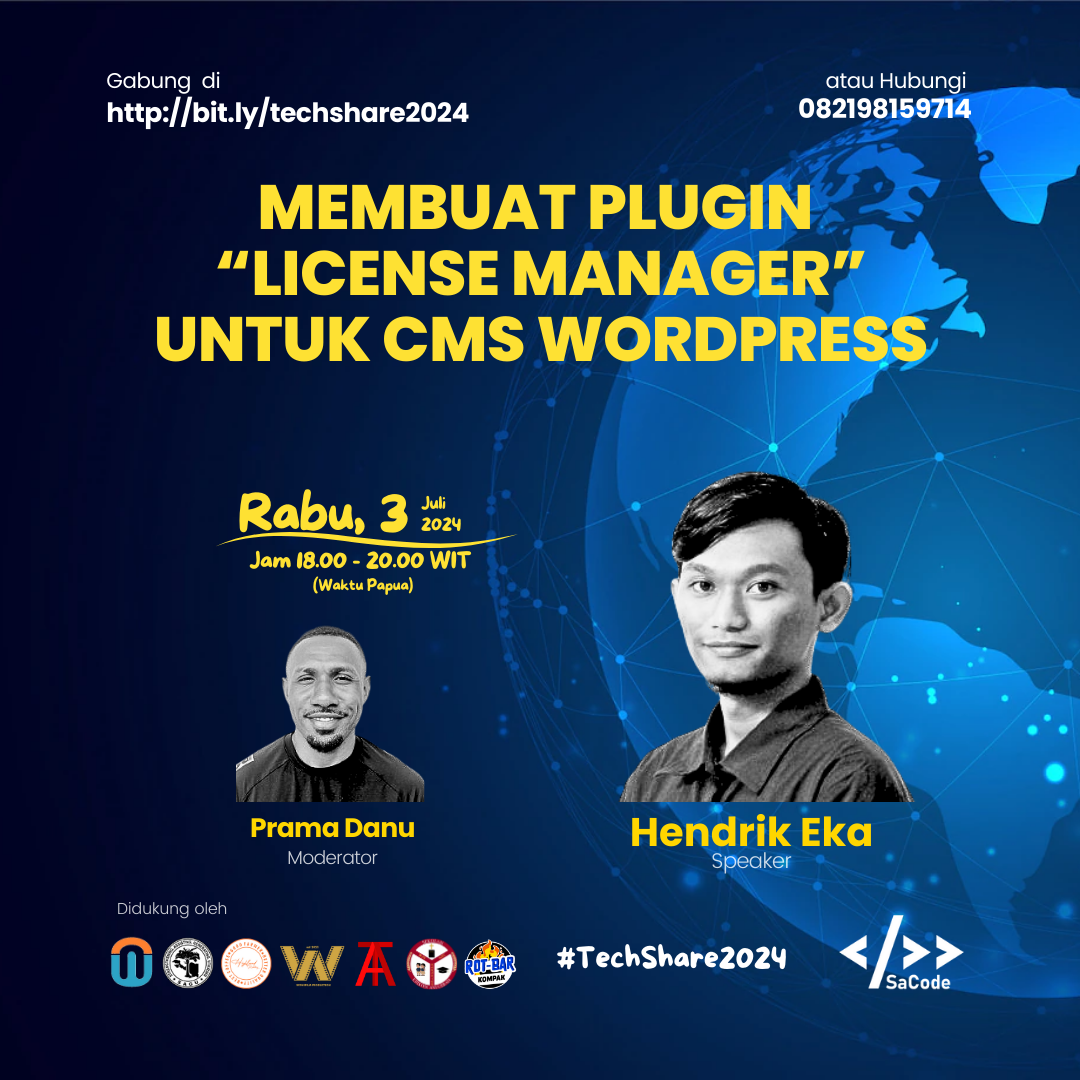 Gabung di
http://bit.ly/techshare2024
atau Hubungi
082198159714
MEMBUAT PLUGIN
“LICENSE MANAGER”
UNTUK CMS WORDPRESS
Rabu, 3 Juli 2024
Jam 18.00 - 20.00 WIT
(Waktu Papua)
Prama Danu
Moderator
Hendrik Eka
Speaker
Didukung oleh
ROT-BAR
KOMPAK
#TechShare2024
SaCode